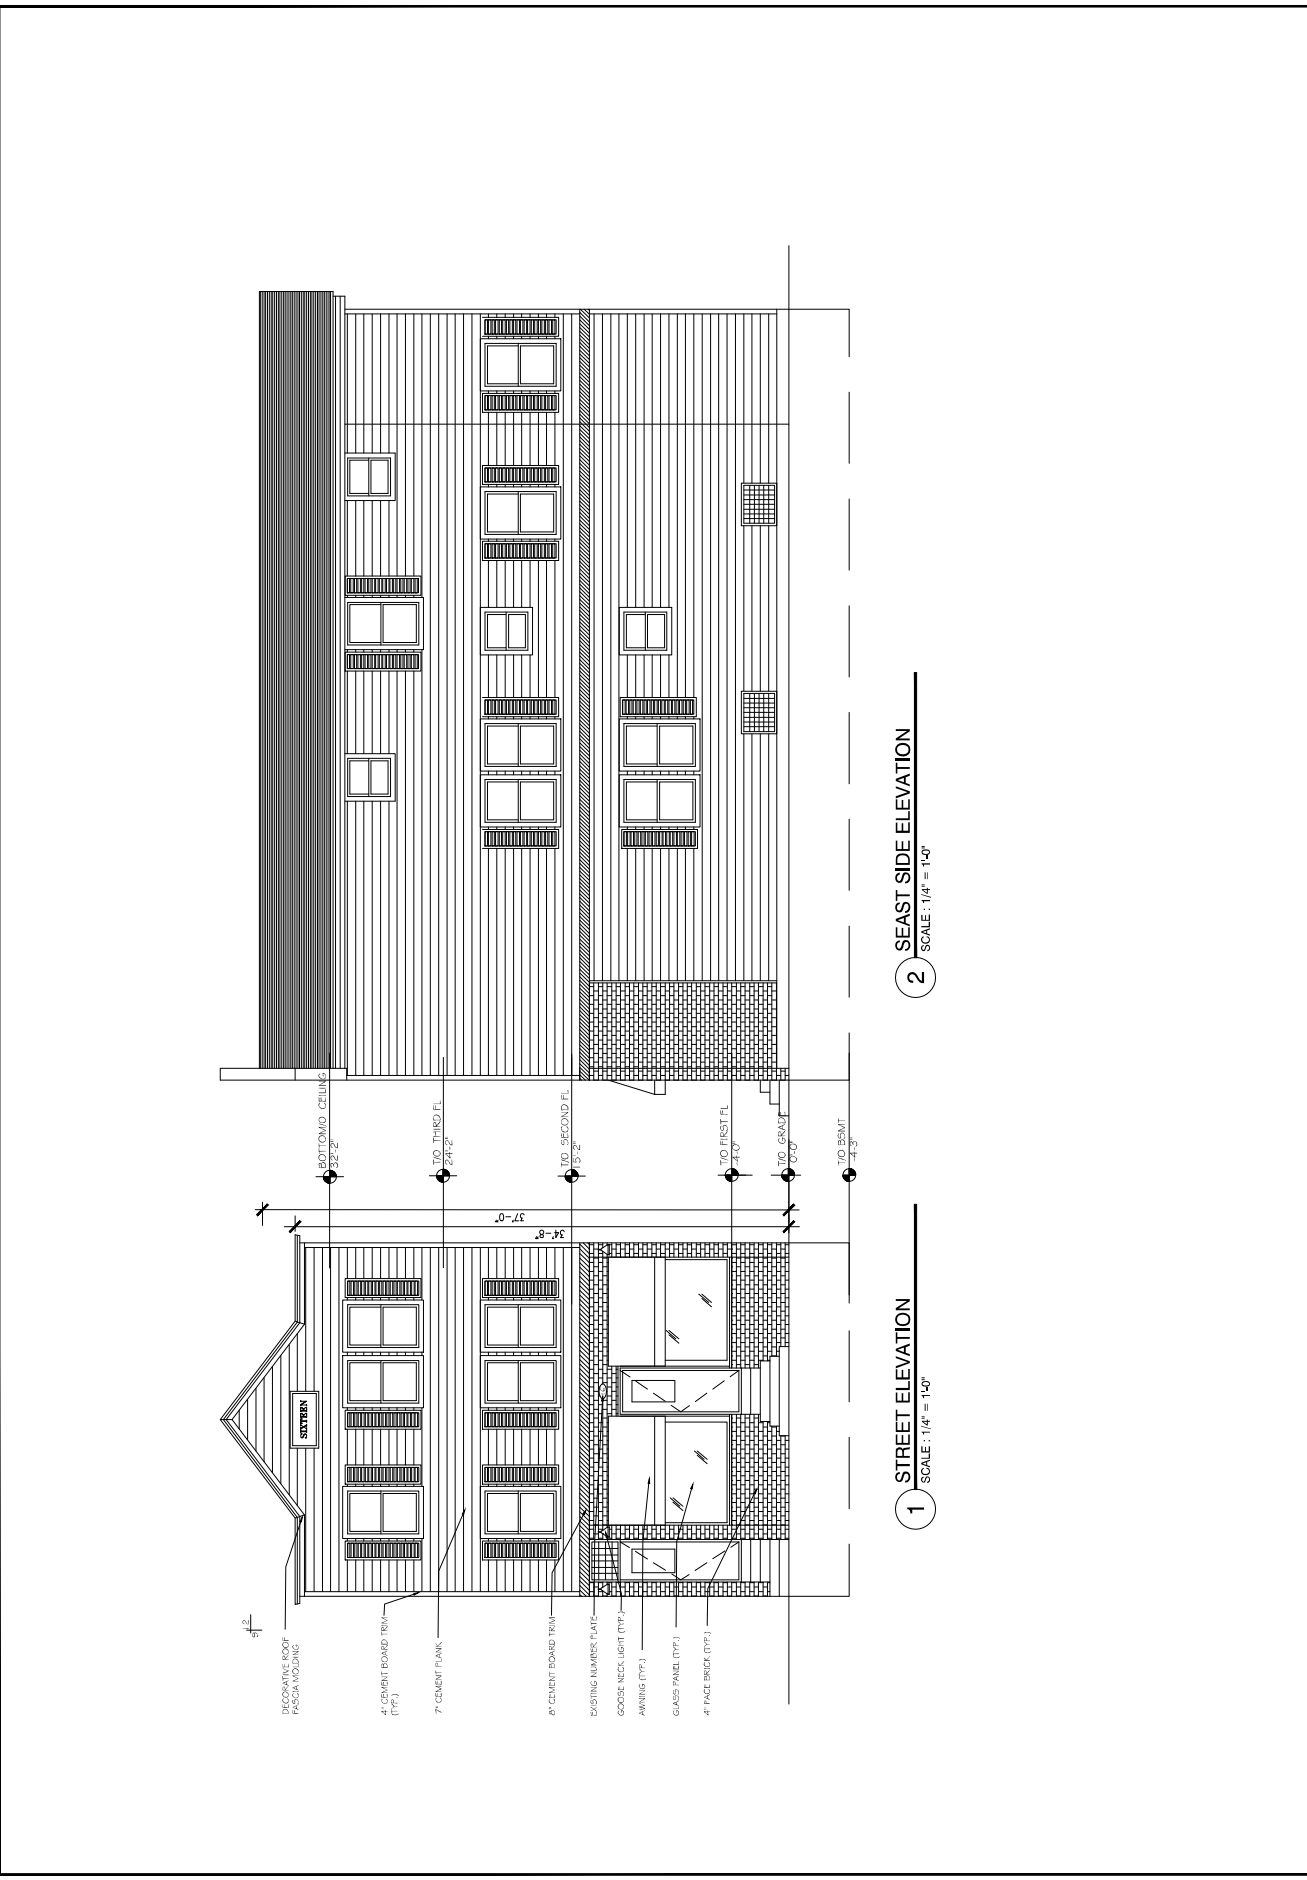 12
9
DECORATIVE ROOF
FASCIA MOLDING
4" CEMENT BOARD TRIM
(TYP.)
7" CEMENT PLANK
8" CEMENT BOARD TRIM
EXISTING NUMBER PLATE
GOOSE NECK LIGHT (TYP.)
AWNING (TYP.)
GLASS PANEL (TYP.)
4" FACE BRICK (TYP.)
SIXTEEN
34'-8"
37'-0"
BOTTOM/O CEILING
32'-2"
T/O THIRD FL
24'-2"
T/O SECOND FL
15'-2"
T/O FIRST FL
4'-0"
T/O GRADE
0'-0"
T/O BSMT
-4'-3"
1
STREET ELEVATION
SCALE : 1/4" = 1'-0"
2
SEAST SIDE ELEVATION
SCALE : 1/4" = 1'-0"